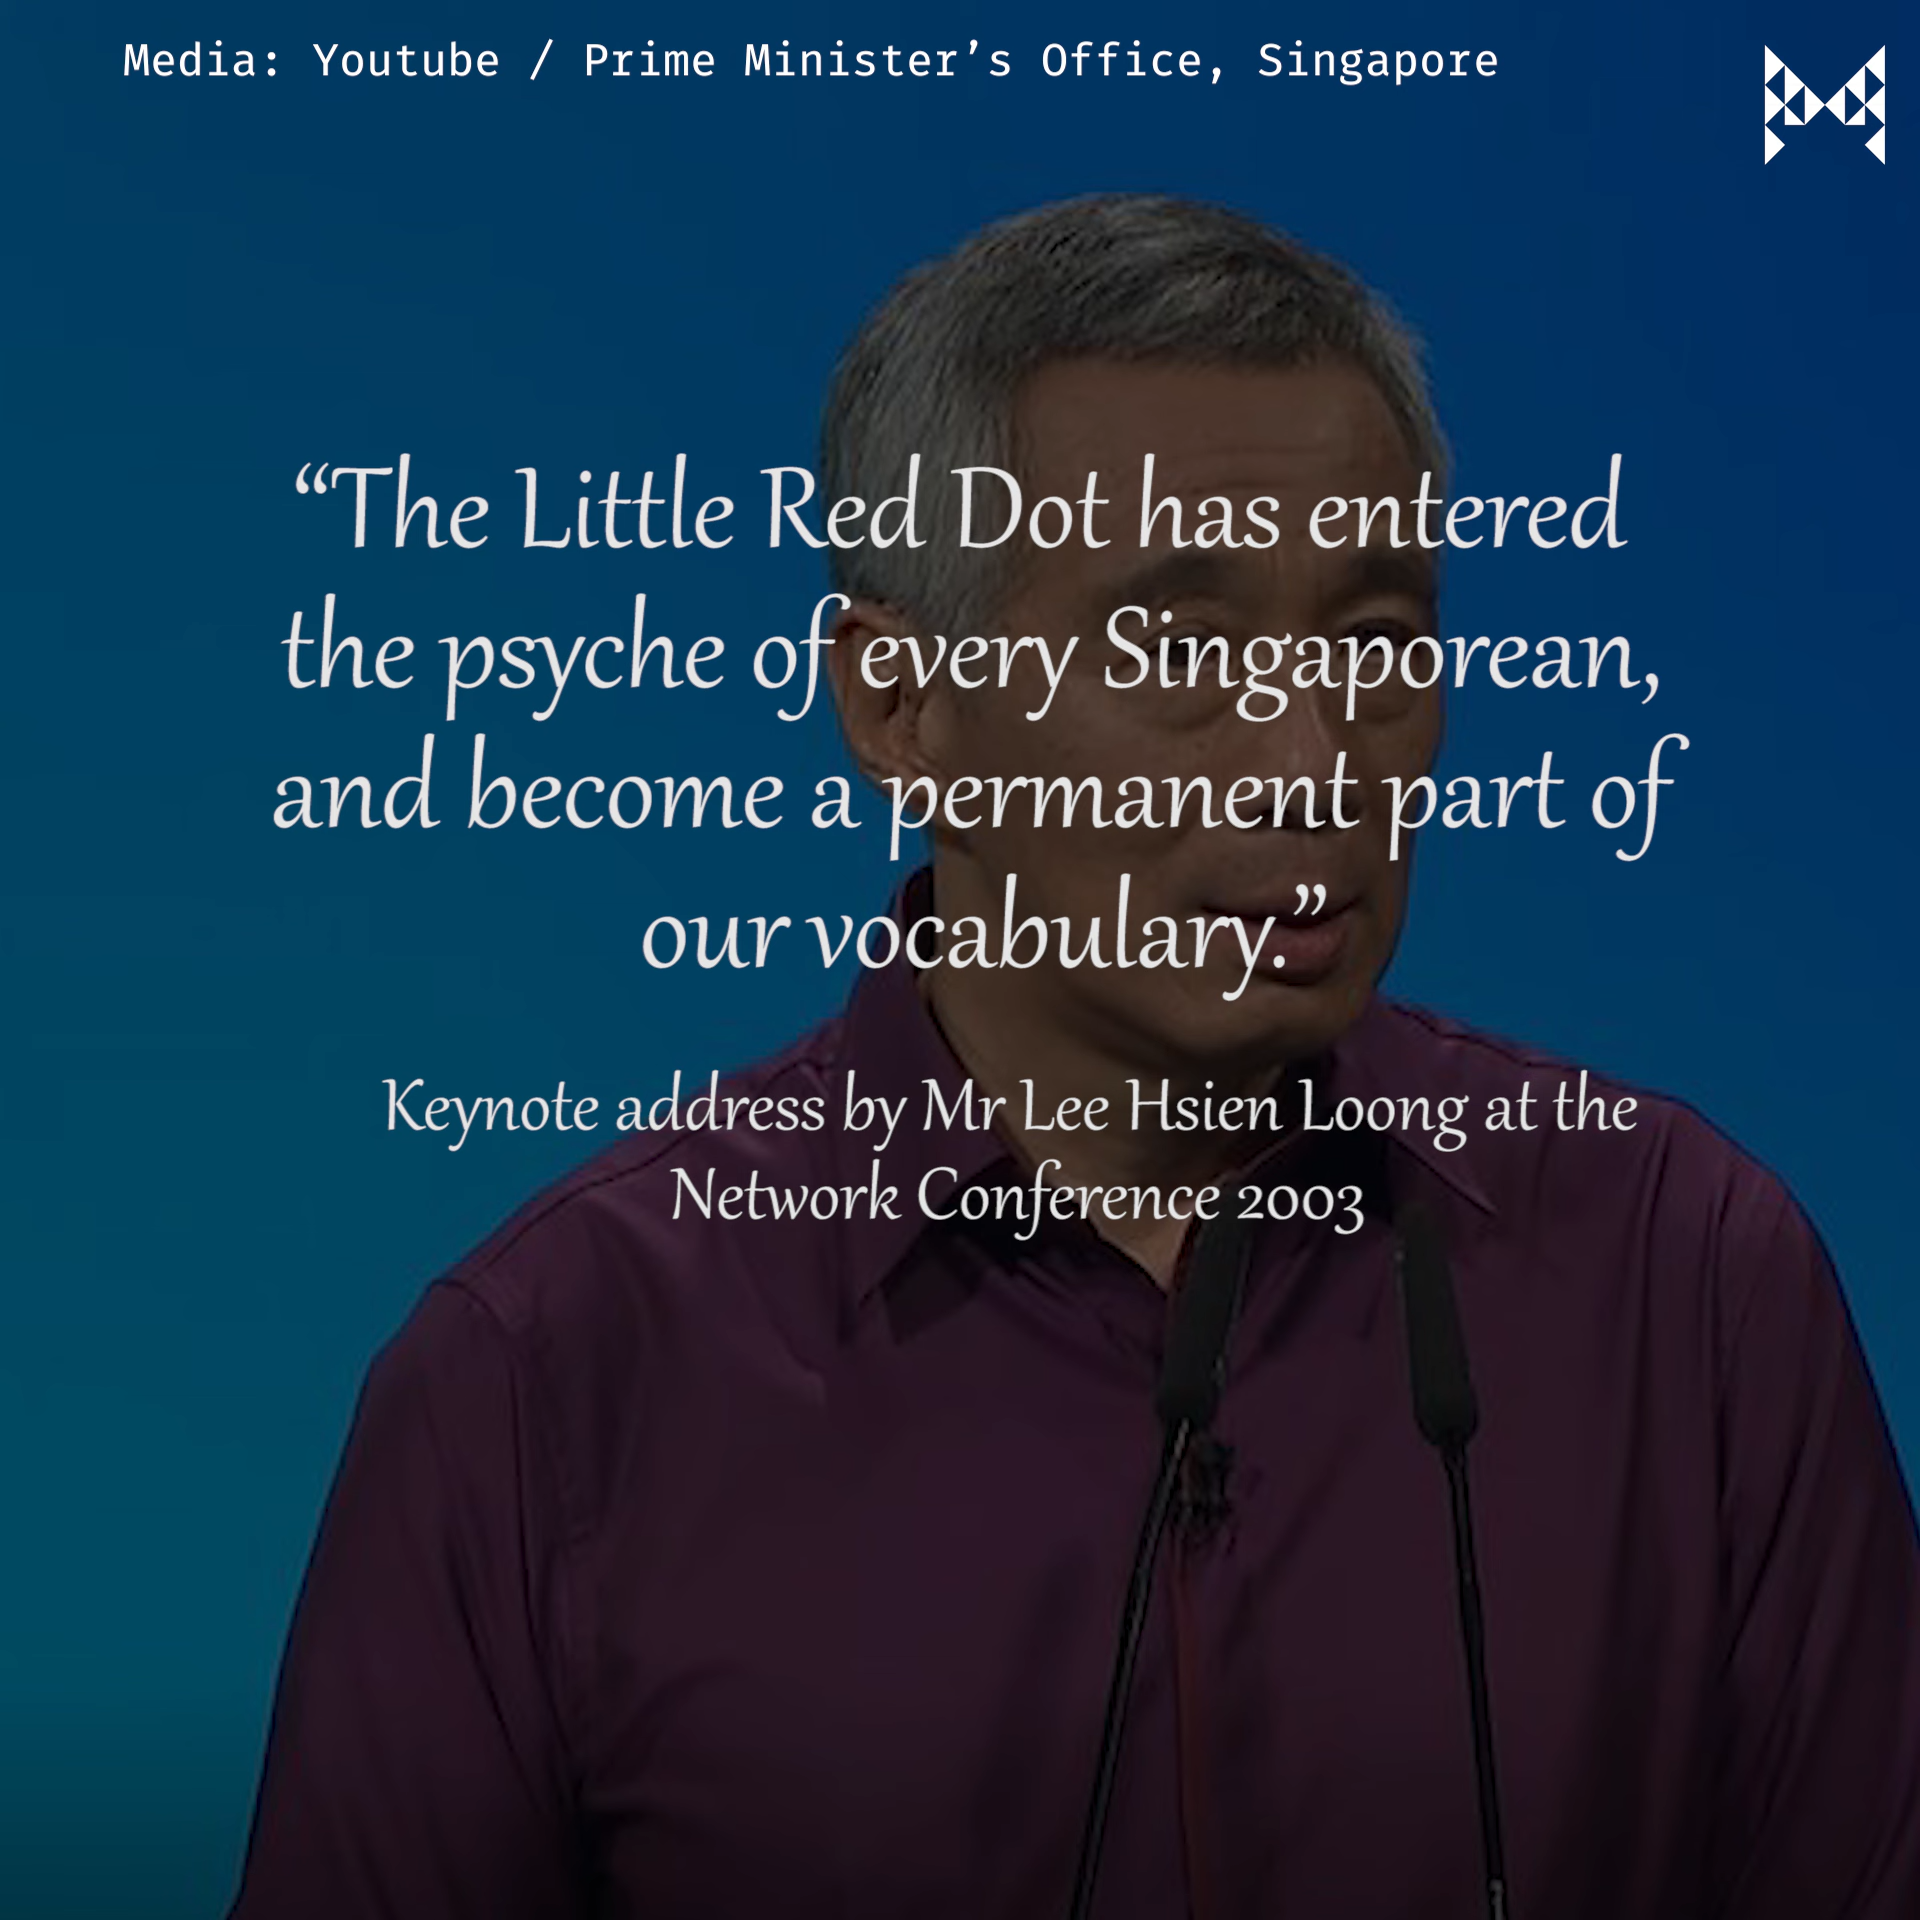 Media: Youtube / Prime Minister’s Office, Singapore
“The Little Red Dot has entered
the psyche of every Singaporean,
and become a permanent part of
our vocabulary.”
Keynote address by Mr Lee Hsien Loong at the
Network Conference 2003